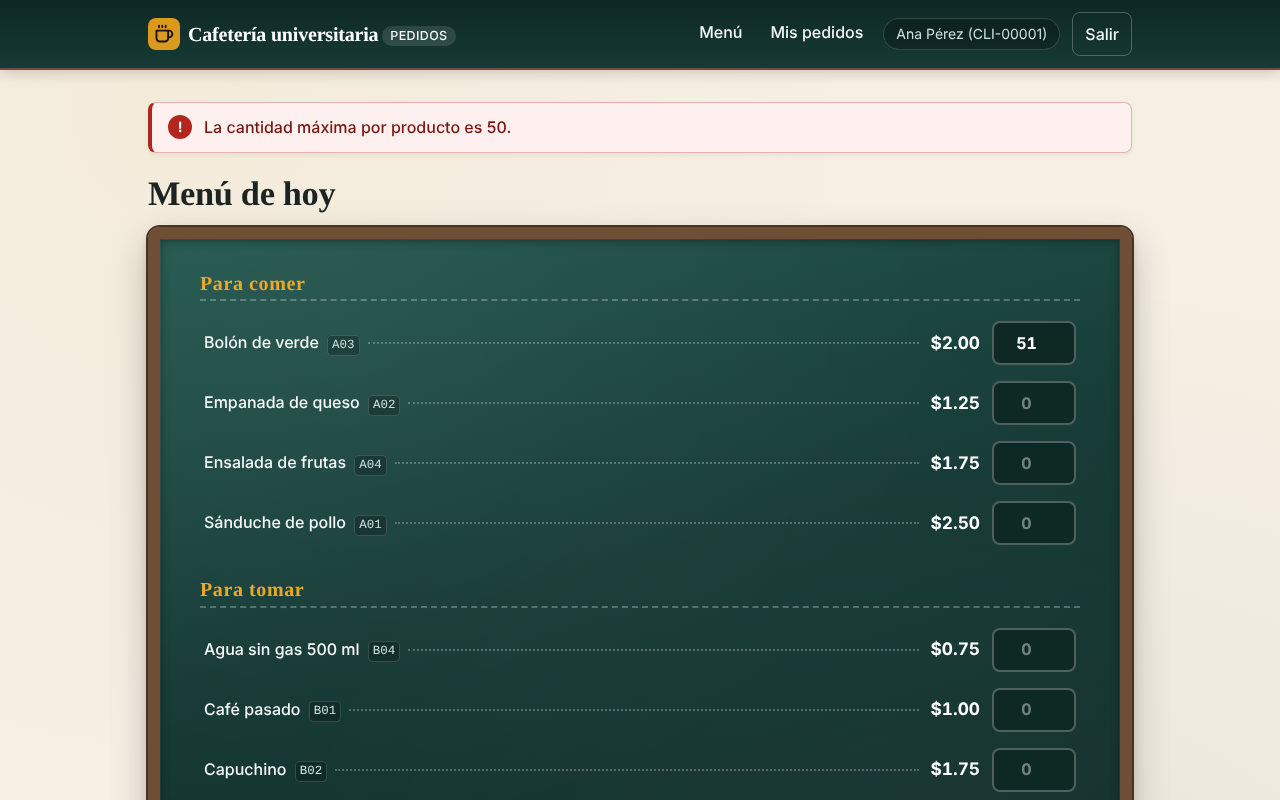 Cafetería universitaria PEDIDOS Menú Mis pedidos Ana Pérez (CLI-00001) Salir
! La cantidad máxima por producto es 50.
Menú de hoy
Para comer
Bolón de verde A03 $2.00 51
Empanada de queso A02 $1.25 0
Ensalada de frutas A04 $1.75 0
Sánduche de pollo A01 $2.50 0
Para tomar
Agua sin gas 500 ml B04 $0.75 0
Café pasado B01 $1.00 0
Capuchino B02 $1.75 0